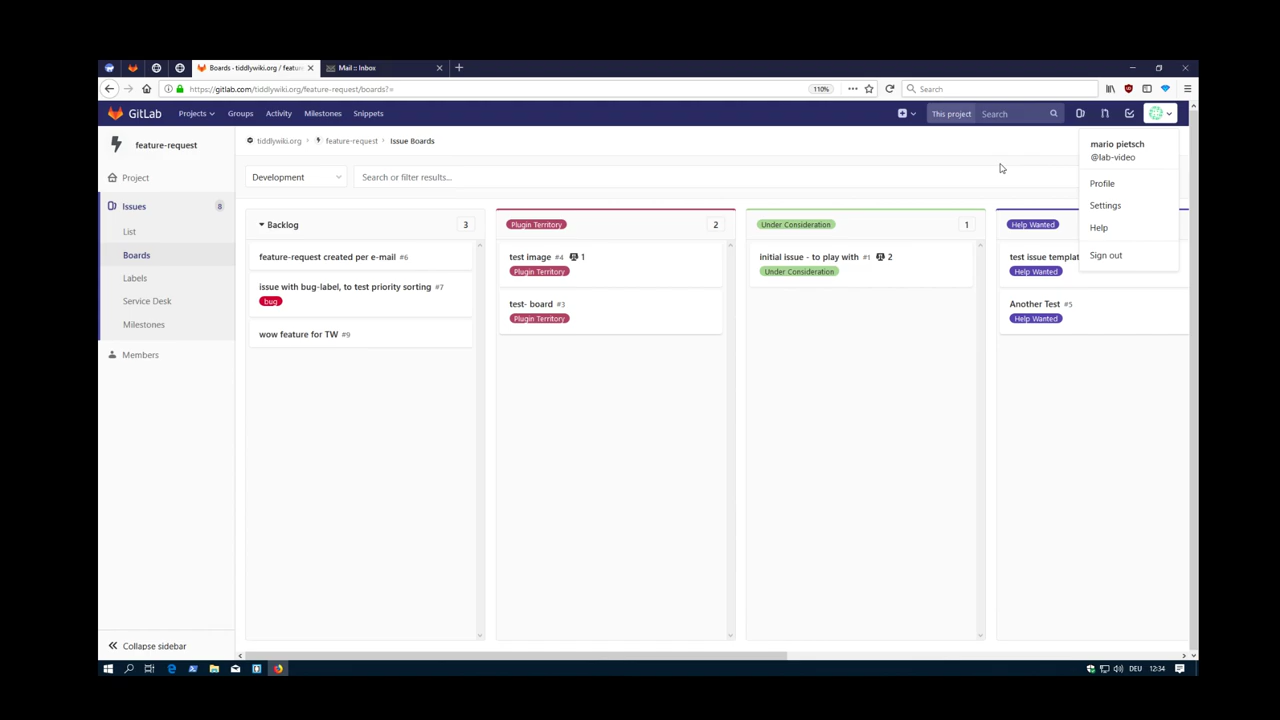 Boards - tiddlywiki.org / featur
Mail :: Inbox
https://gitlab.com/tiddlywiki.org/feature-request/boards?=
110%
Search
GitLab
Projects
Groups
Activity
Milestones
Snippets
This project
Search
feature-request
tiddlywiki.org
feature-request
Issue Boards
mario pietsch
@lab-video
Profile
Settings
Help
Sign out
Project
Issues 8
List
Boards
Labels
Service Desk
Milestones
Members
Collapse sidebar
Development
Search or filter results...
Backlog 3
feature-request created per e-mail #6
issue with bug-label, to test priority sorting #7
bug
wow feature for TW #9
Plugin Territory 2
test image #4 1
Plugin Territory
test- board #3
Plugin Territory
Under Consideration 1
initial issue - to play with #1 2
Under Consideration
Help Wanted
test issue templat
Help Wanted
Another Test #5
Help Wanted
DEU 12:34